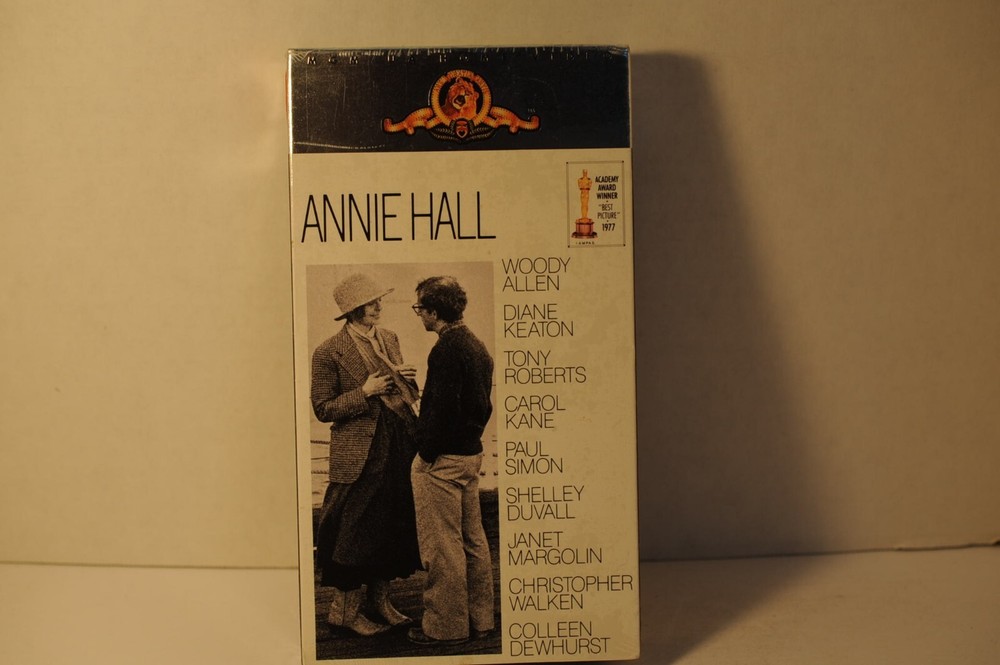 ANNIE HALL
ACADEMY
AWARD
WINNER
"BEST
PICTURE"
1977
WOODY
ALLEN
DIANE
KEATON
TONY
ROBERTS
CAROL
KANE
PAUL
SIMON
SHELLEY
DUVALL
JANET
MARGOLIN
CHRISTOPHER
WALKEN
COLLEEN
DEWHURST